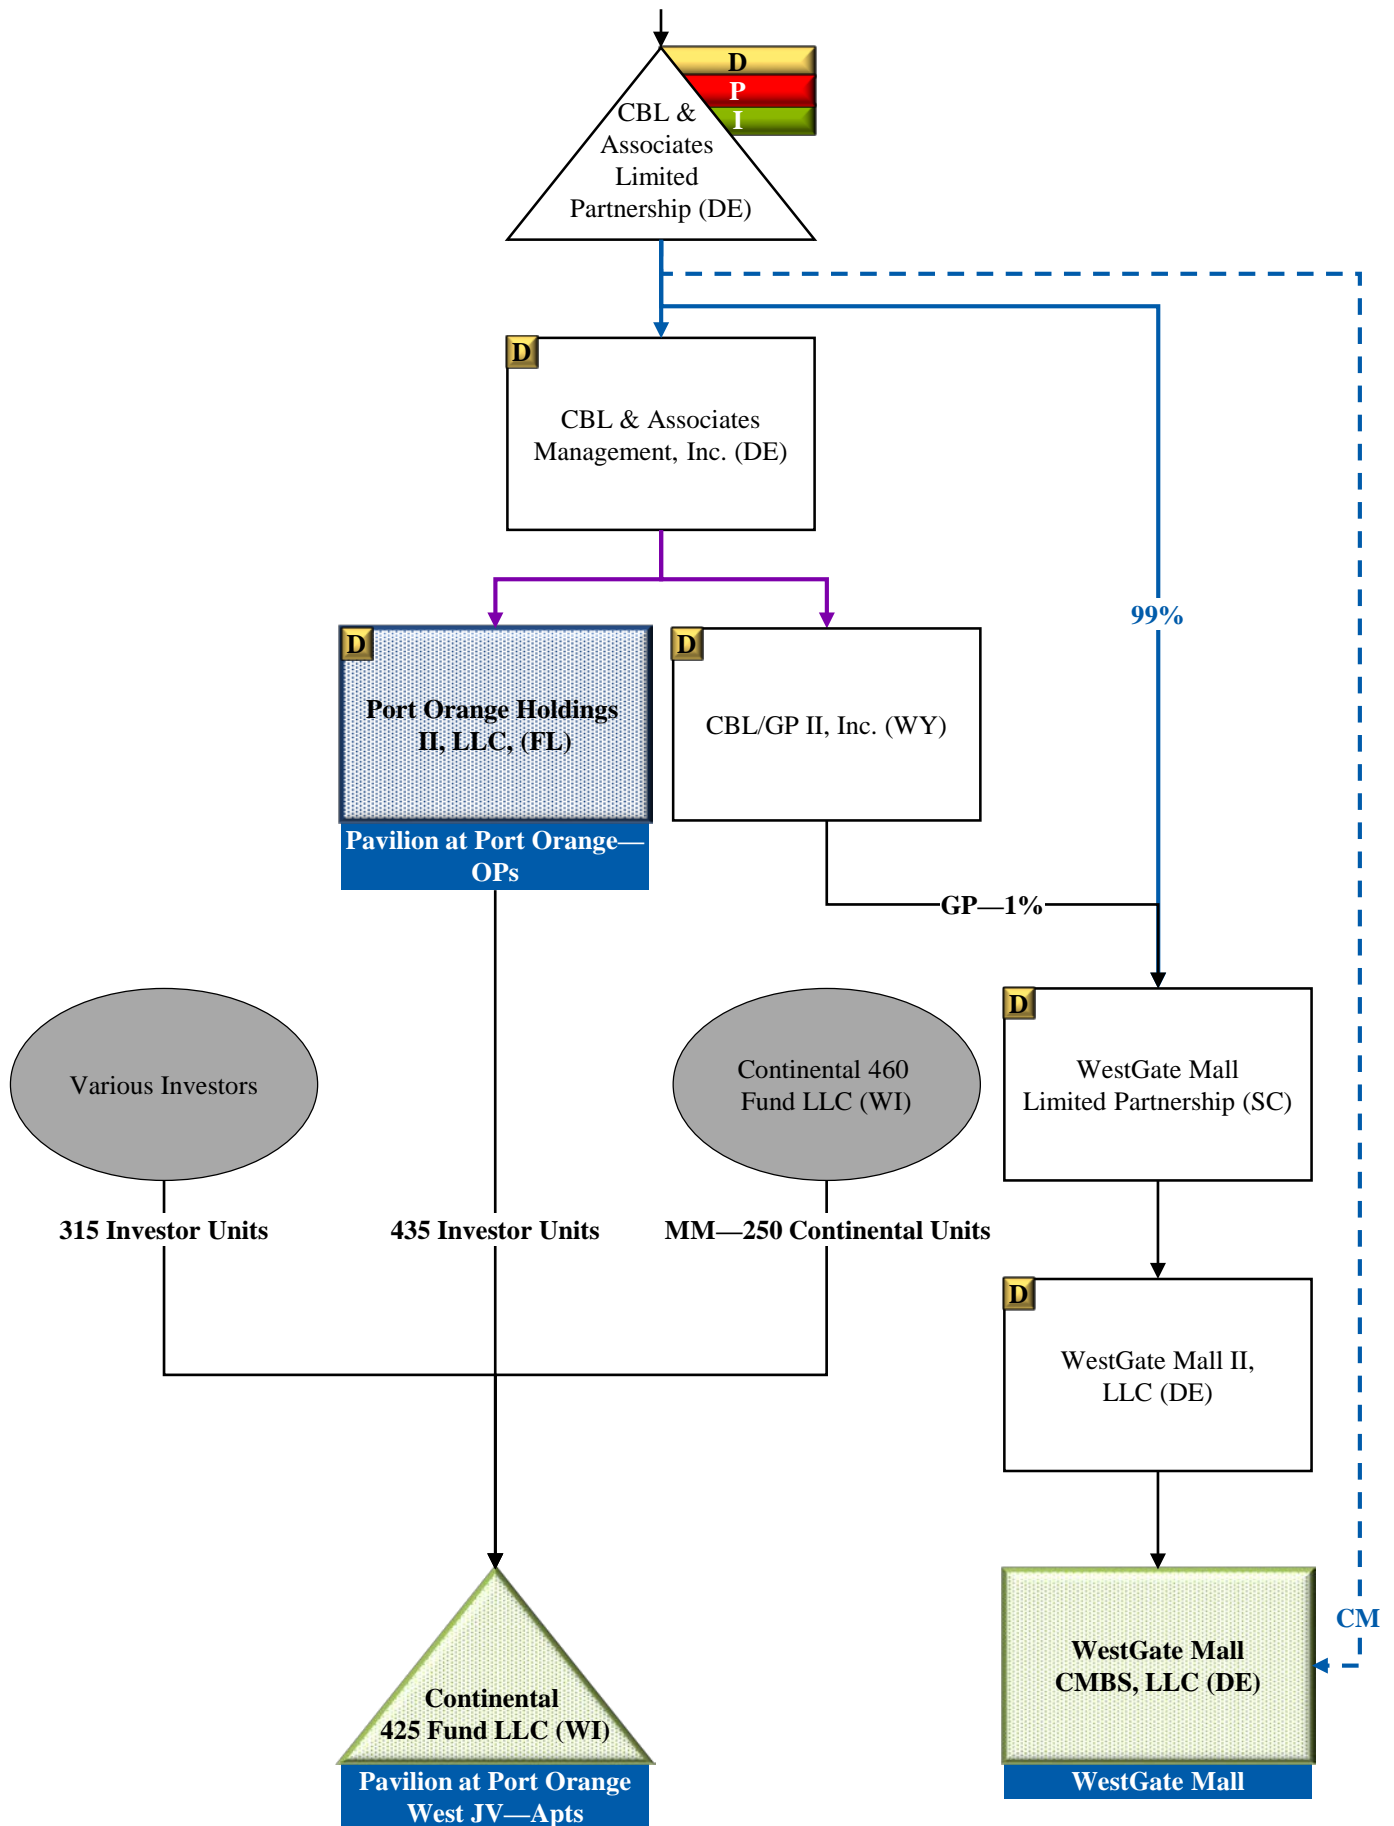 D
P
I
CBL &
Associates
Limited
Partnership (DE)
D
CBL & Associates
Management, Inc. (DE)
99%
D
Port Orange Holdings
II, LLC, (FL)
Pavilion at Port Orange—
OPs
D
CBL/GP II, Inc. (WY)
GP—1%
Various Investors
Continental 460
Fund LLC (WI)
D
WestGate Mall
Limited Partnership (SC)
315 Investor Units
435 Investor Units
MM—250 Continental Units
D
WestGate Mall II,
LLC (DE)
CM
Continental
425 Fund LLC (WI)
Pavilion at Port Orange
West JV—Apts
WestGate Mall
CMBS, LLC (DE)
WestGate Mall